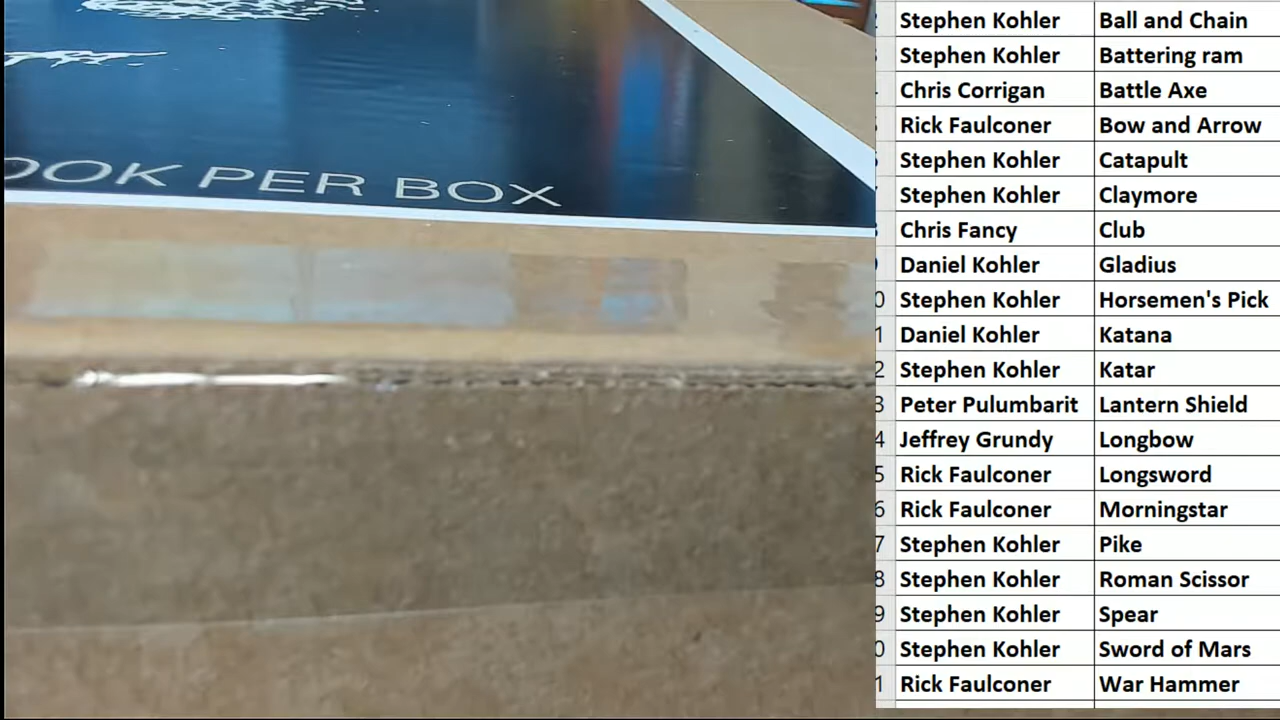 PER BOX
Stephen Kohler Ball and Chain
Stephen Kohler Battering ram
Chris Corrigan Battle Axe
Rick Faulconer Bow and Arrow
Stephen Kohler Catapult
Stephen Kohler Claymore
Chris Fancy Club
Daniel Kohler Gladius
Stephen Kohler Horsemen's Pick
Daniel Kohler Katana
Stephen Kohler Katar
Peter Pulumbarit Lantern Shield
Jeffrey Grundy Longbow
Rick Faulconer Longsword
Rick Faulconer Morningstar
Stephen Kohler Pike
Stephen Kohler Roman Scissor
Stephen Kohler Spear
Stephen Kohler Sword of Mars
Rick Faulconer War Hammer